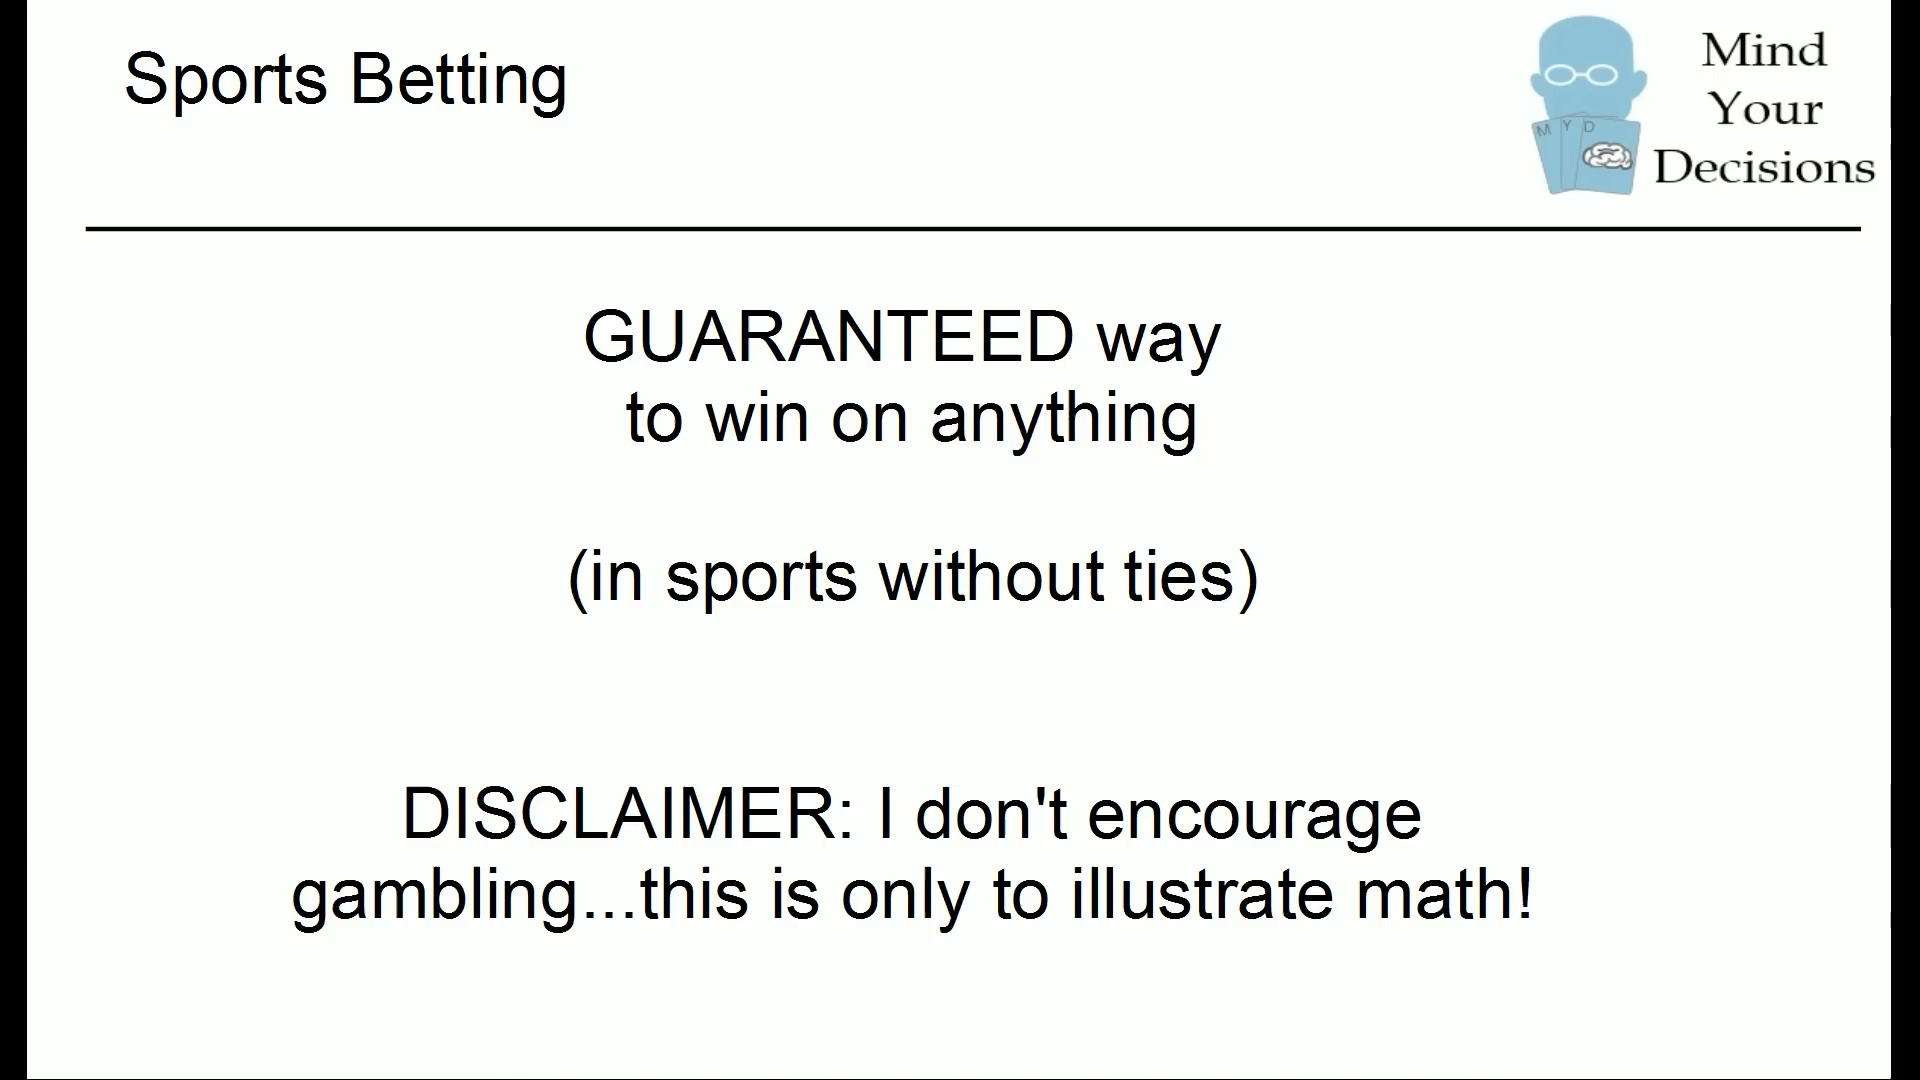 Sports Betting
Mind
Your
Decisions
M Y D
GUARANTEED way
to win on anything
(in sports without ties)
DISCLAIMER: I don't encourage
gambling...this is only to illustrate math!